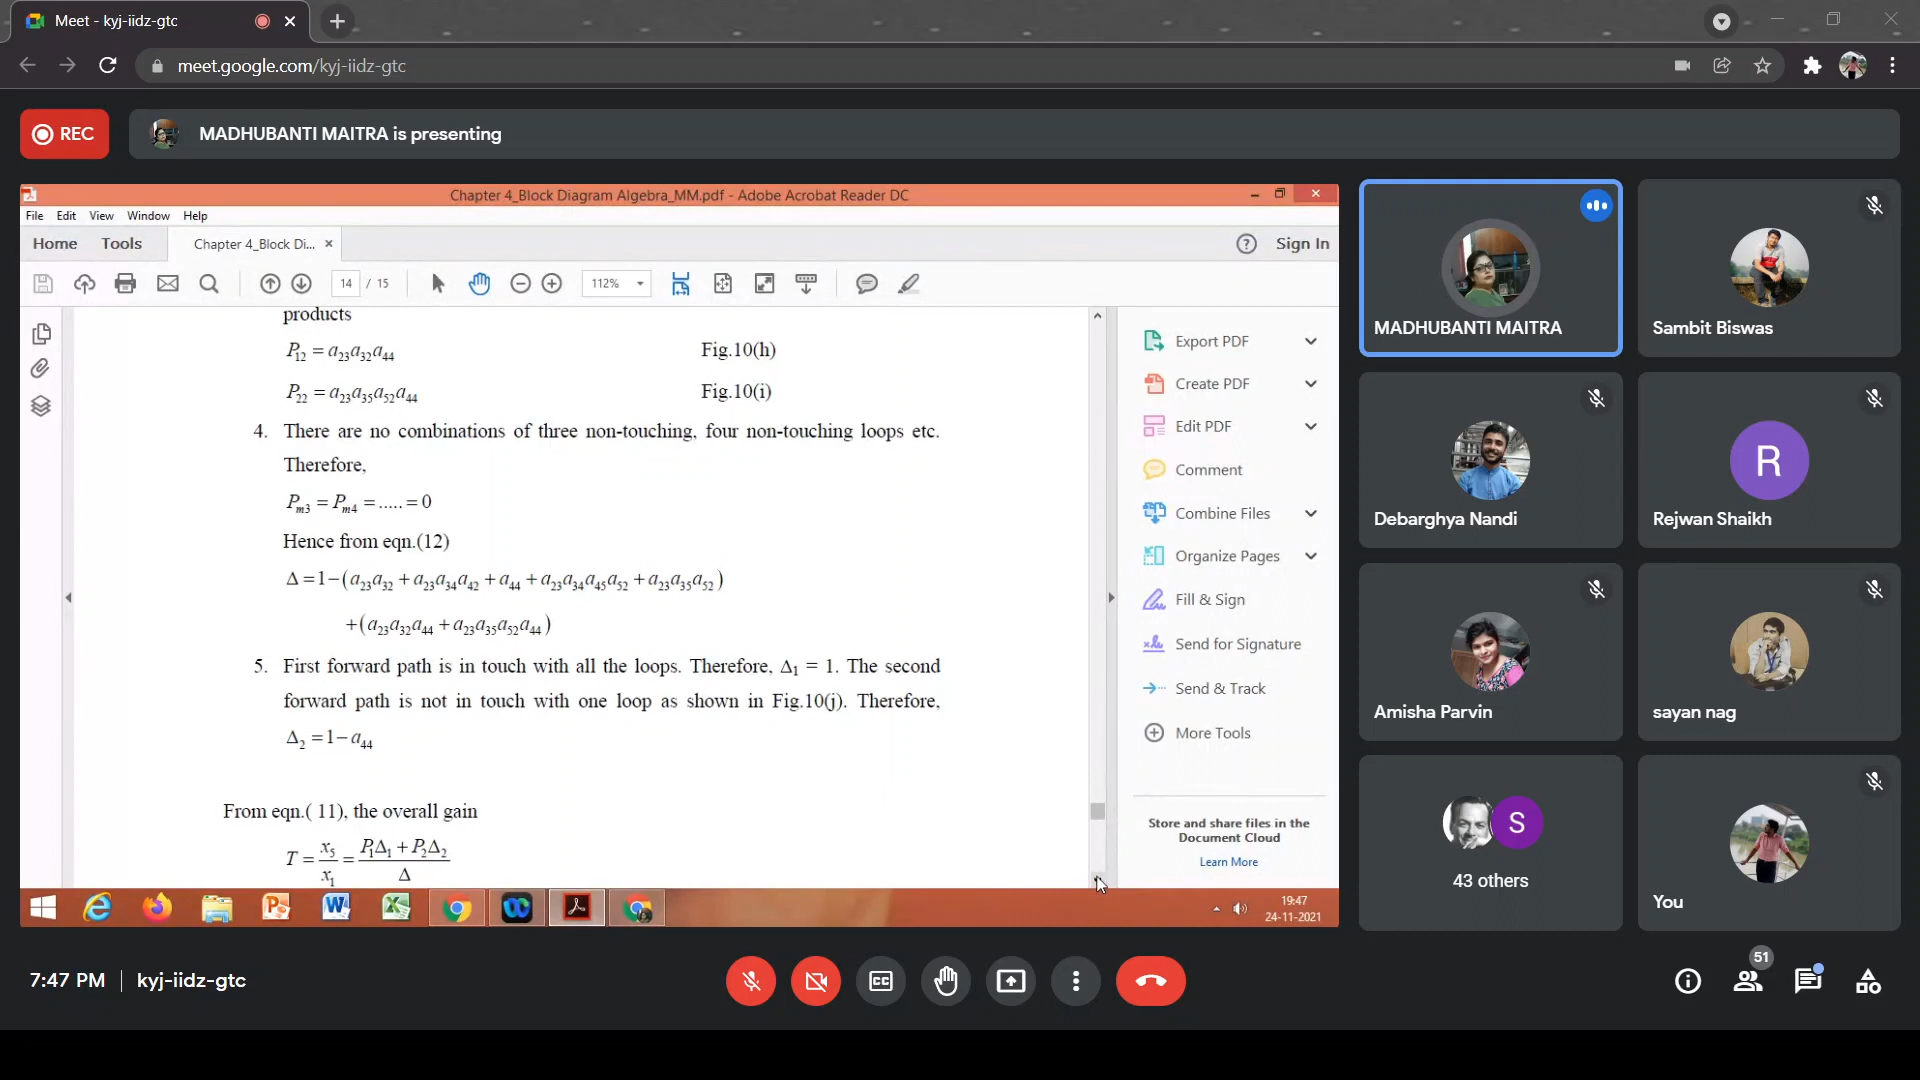 Meet - kyj-iidz-gtc
meet.google.com/kyj-iidz-gtc
REC
MADHUBANTI MAITRA is presenting
Chapter 4_Block Diagram Algebra_MM.pdf - Adobe Acrobat Reader DC
File Edit View Window Help
Home Tools Chapter 4_Block Di... × Sign In
14 / 15 112%
products
P₁₂ = a₂₃a₃₂a₄₄ Fig.10(h)
P₂₂ = a₂₃a₃₅a₅₂a₄₄ Fig.10(i)
4. There are no combinations of three non-touching, four non-touching loops etc.
Therefore,
Pₘ₃ = Pₘ₄ = ..... = 0
Hence from eqn.(12)
Δ = 1 − (a₂₃a₃₂ + a₂₃a₃₄a₄₂ + a₄₄ + a₂₃a₃₄a₄₅a₅₂ + a₂₃a₃₅a₅₂)
+ (a₂₃a₃₂a₄₄ + a₂₃a₃₅a₅₂a₄₄)
5. First forward path is in touch with all the loops. Therefore, Δ₁ = 1. The second
forward path is not in touch with one loop as shown in Fig.10(j). Therefore,
Δ₂ = 1 − a₄₄
From eqn.( 11), the overall gain
T = x₅/x₁ = (P₁Δ₁ + P₂Δ₂)/Δ
Export PDF
Create PDF
Edit PDF
Comment
Combine Files
Organize Pages
Fill & Sign
Send for Signature
Send & Track
More Tools
Store and share files in the
Document Cloud
Learn More
19:47
24-11-2021
MADHUBANTI MAITRA
Sambit Biswas
Debarghya Nandi
R
Rejwan Shaikh
Amisha Parvin
sayan nag
S
43 others
You
7:47 PM | kyj-iidz-gtc
51